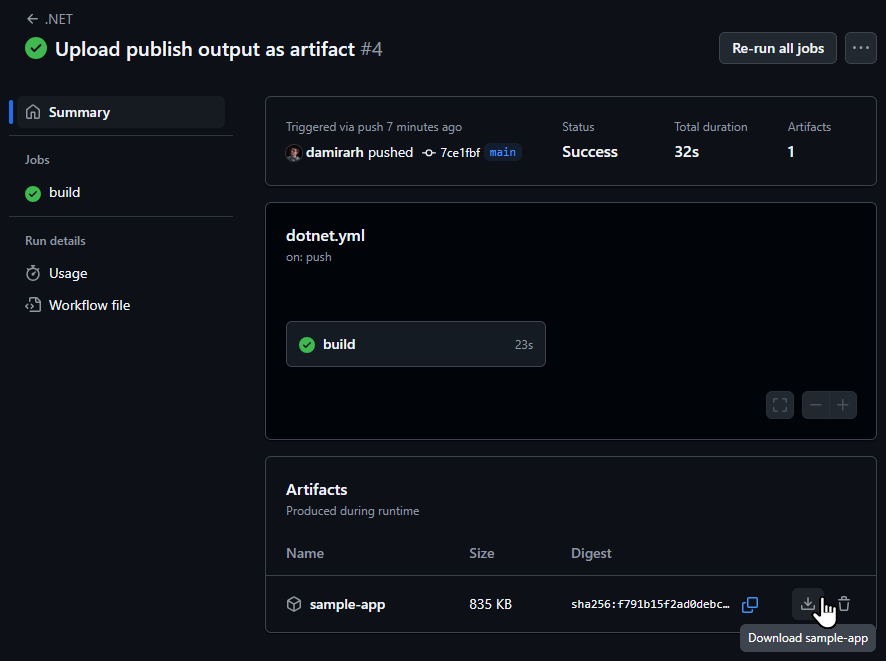 .NET
Upload publish output as artifact #4
Re-run all jobs
Summary
Jobs
build
Run details
Usage
Workflow file
Triggered via push 7 minutes ago
damirarh pushed 7ce1fbf main
Status
Success
Total duration
32s
Artifacts
1
dotnet.yml
on: push
build 23s
Artifacts
Produced during runtime
Name Size Digest
sample-app 835 KB sha256:f791b15f2ad0debc…
Download sample-app